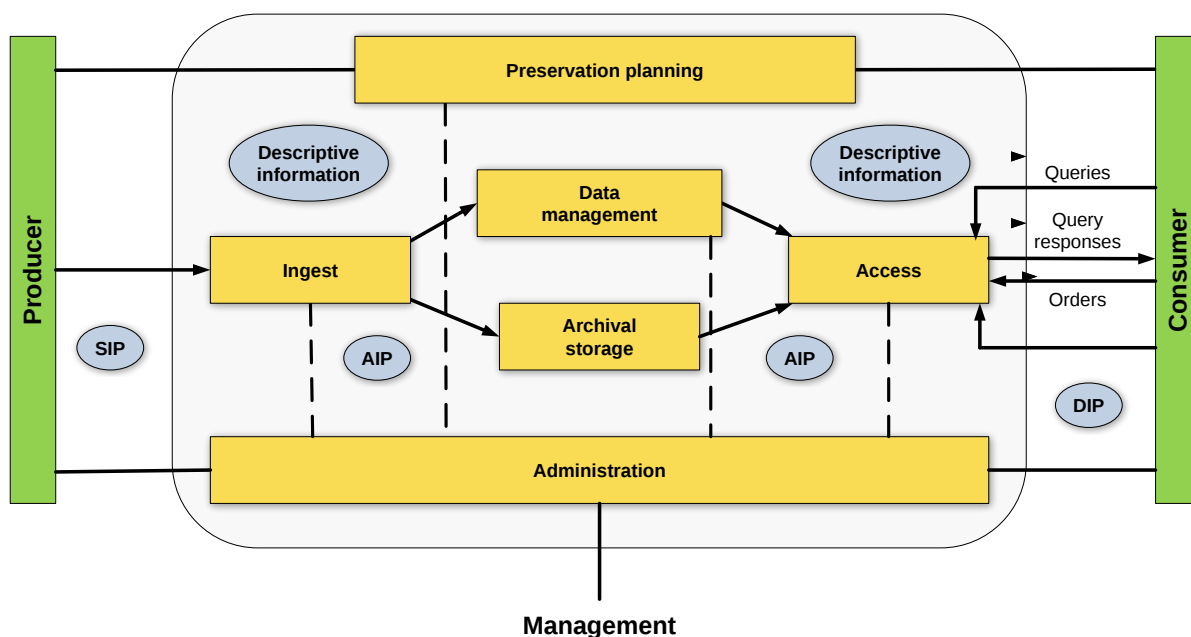 Preservation planning
Descriptive
information
Descriptive
information
Data
management
Queries
Query
responses
Producer
Ingest
Access
Consumer
Orders
Archival
storage
SIP
AIP
AIP
DIP
Administration
Management